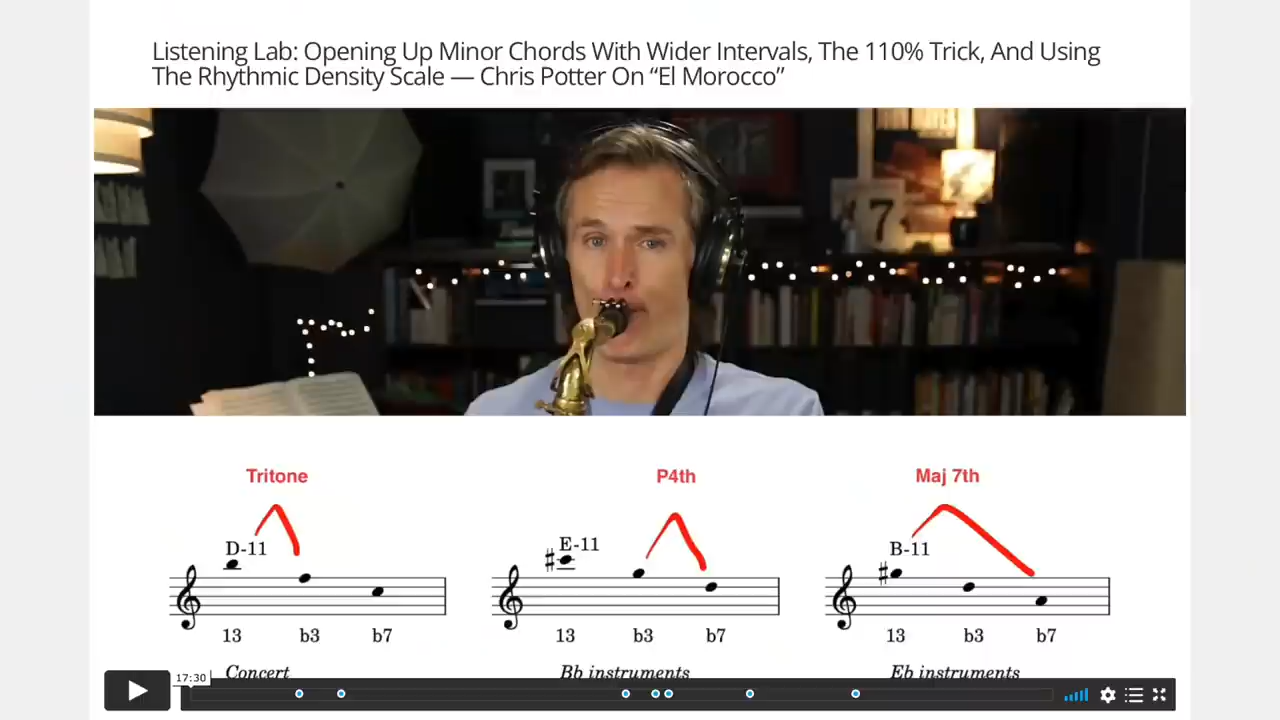 Listening Lab: Opening Up Minor Chords With Wider Intervals, The 110% Trick, And Using
The Rhythmic Density Scale — Chris Potter On “El Morocco”
7
Tritone P4th Maj 7th
D-11 E-11 B-11
13 b3 b7 13 b3 b7 13 b3 b7
Concert Bb instruments Eb instruments
17:30